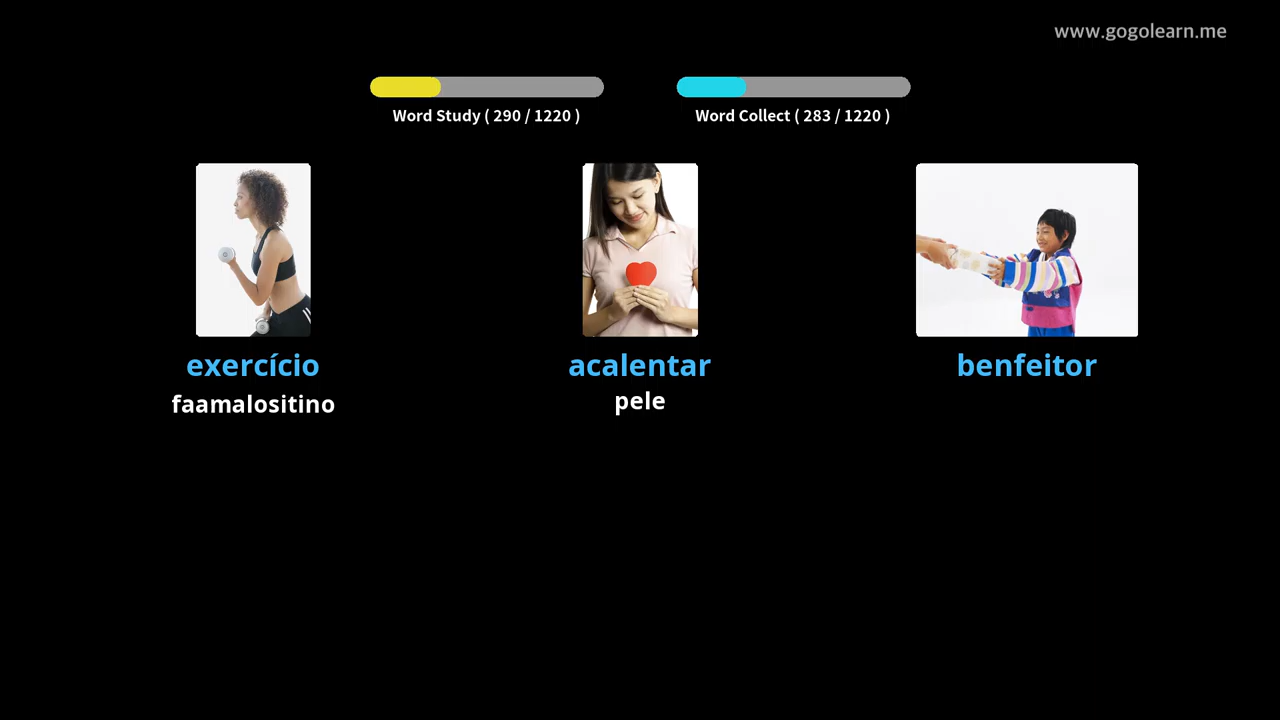 www.gogolearn.me
Word Study ( 290 / 1220 )
Word Collect ( 283 / 1220 )
exercício
faamalositino
acalentar
pele
benfeitor